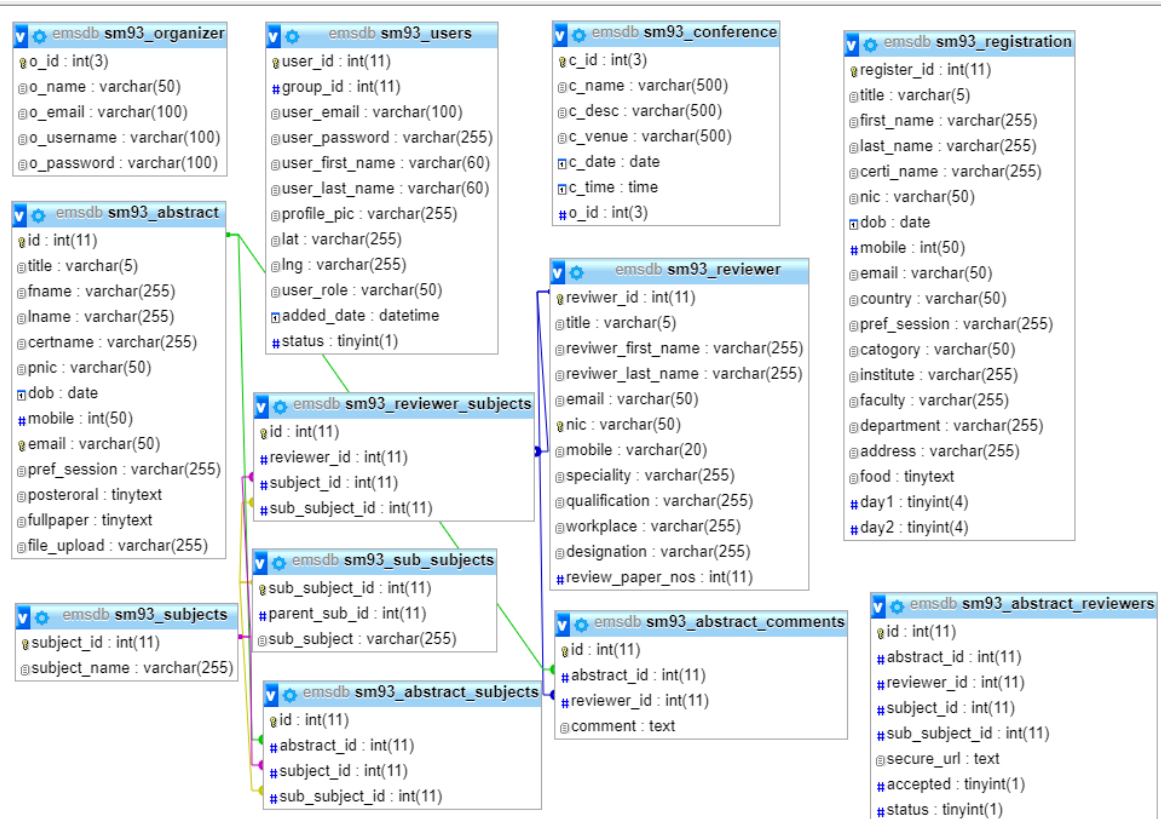 emsdb sm93_organizer
o_id : int(3)
o_name : varchar(50)
o_email : varchar(100)
o_username : varchar(100)
o_password : varchar(100)
emsdb sm93_users
user_id : int(11)
group_id : int(11)
user_email : varchar(100)
user_password : varchar(255)
user_first_name : varchar(60)
user_last_name : varchar(60)
profile_pic : varchar(255)
lat : varchar(255)
lng : varchar(255)
user_role : varchar(50)
added_date : datetime
status : tinyint(1)
emsdb sm93_conference
c_id : int(3)
c_name : varchar(500)
c_desc : varchar(500)
c_venue : varchar(500)
c_date : date
c_time : time
o_id : int(3)
emsdb sm93_registration
register_id : int(11)
title : varchar(5)
first_name : varchar(255)
last_name : varchar(255)
certi_name : varchar(255)
nic : varchar(50)
dob : date
mobile : int(50)
email : varchar(50)
country : varchar(50)
pref_session : varchar(255)
catogory : varchar(50)
institute : varchar(255)
faculty : varchar(255)
department : varchar(255)
address : varchar(255)
food : tinytext
day1 : tinyint(4)
day2 : tinyint(4)
emsdb sm93_abstract
id : int(11)
title : varchar(5)
fname : varchar(255)
lname : varchar(255)
certname : varchar(255)
pnic : varchar(50)
dob : date
mobile : int(50)
email : varchar(50)
pref_session : varchar(255)
posteroral : tinytext
fullpaper : tinytext
file_upload : varchar(255)
emsdb sm93_reviewer
reviwer_id : int(11)
title : varchar(5)
reviwer_first_name : varchar(255)
reviwer_last_name : varchar(255)
email : varchar(50)
nic : varchar(50)
mobile : varchar(20)
speciality : varchar(255)
qualification : varchar(255)
workplace : varchar(255)
designation : varchar(255)
review_paper_nos : int(11)
emsdb sm93_reviewer_subjects
id : int(11)
reviewer_id : int(11)
subject_id : int(11)
sub_subject_id : int(11)
emsdb sm93_sub_subjects
sub_subject_id : int(11)
parent_sub_id : int(11)
sub_subject : varchar(255)
emsdb sm93_subjects
subject_id : int(11)
subject_name : varchar(255)
emsdb sm93_abstract_subjects
id : int(11)
abstract_id : int(11)
subject_id : int(11)
sub_subject_id : int(11)
emsdb sm93_abstract_comments
id : int(11)
abstract_id : int(11)
reviewer_id : int(11)
comment : text
emsdb sm93_abstract_reviewers
id : int(11)
abstract_id : int(11)
reviewer_id : int(11)
subject_id : int(11)
sub_subject_id : int(11)
secure_url : text
accepted : tinyint(1)
status : tinyint(1)